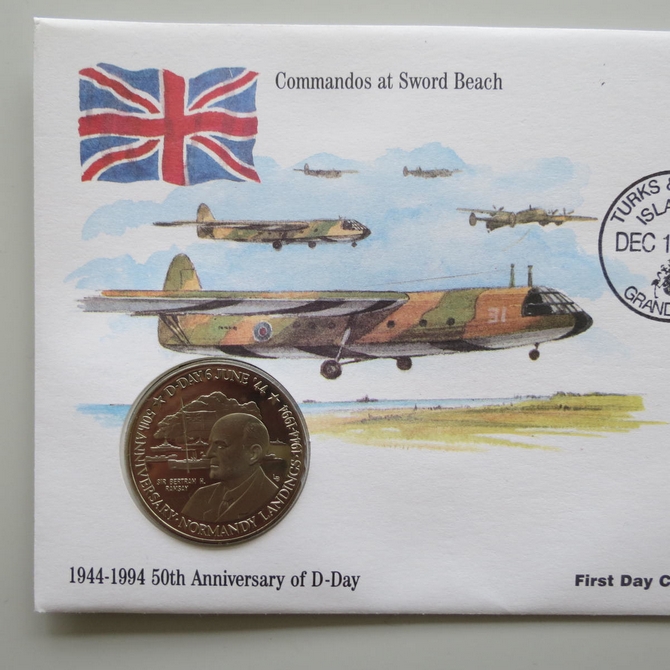 Commandos at Sword Beach
TURKS &
ISLA
DEC 1
GRAND
31
★ D-DAY 6 JUNE '44 ★
50th ANNIVERSARY · NORMANDY LANDINGS · 1944-1994
SIR BERTRAM H.
RAMSAY
1944-1994 50th Anniversary of D-Day
First Day C